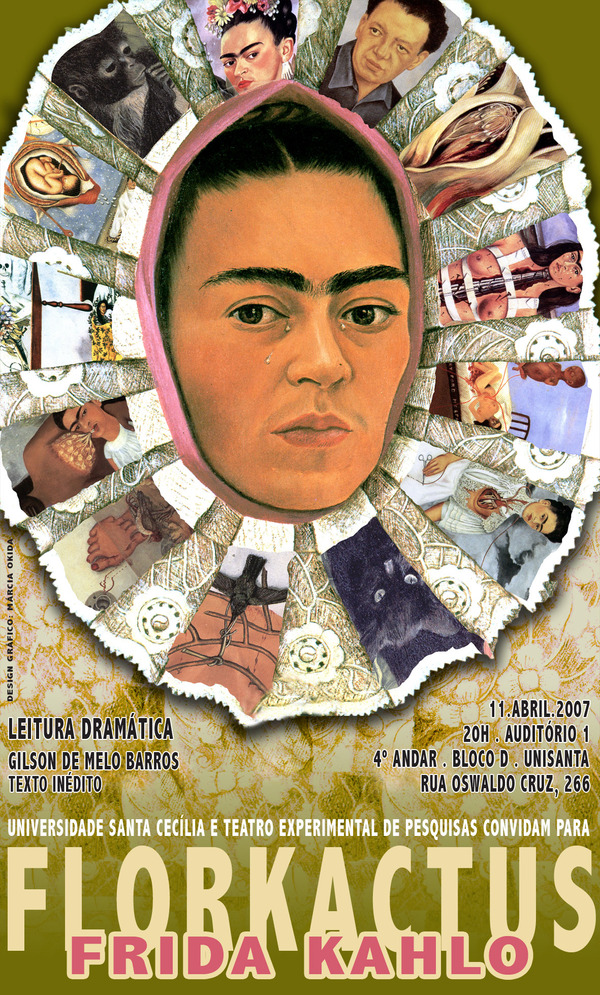 DESIGN GRÁFICO: MÁRCIA OKIDA
LEITURA DRAMÁTICA
GILSON DE MELO BARROS
TEXTO INÉDITO
11.ABRIL.2007
20H . AUDITÓRIO 1
4º ANDAR . BLOCO D . UNISANTA
RUA OSWALDO CRUZ, 266
UNIVERSIDADE SANTA CECÍLIA E TEATRO EXPERIMENTAL DE PESQUISAS CONVIDAM PARA
FLORKACTUS
FRIDA KAHLO